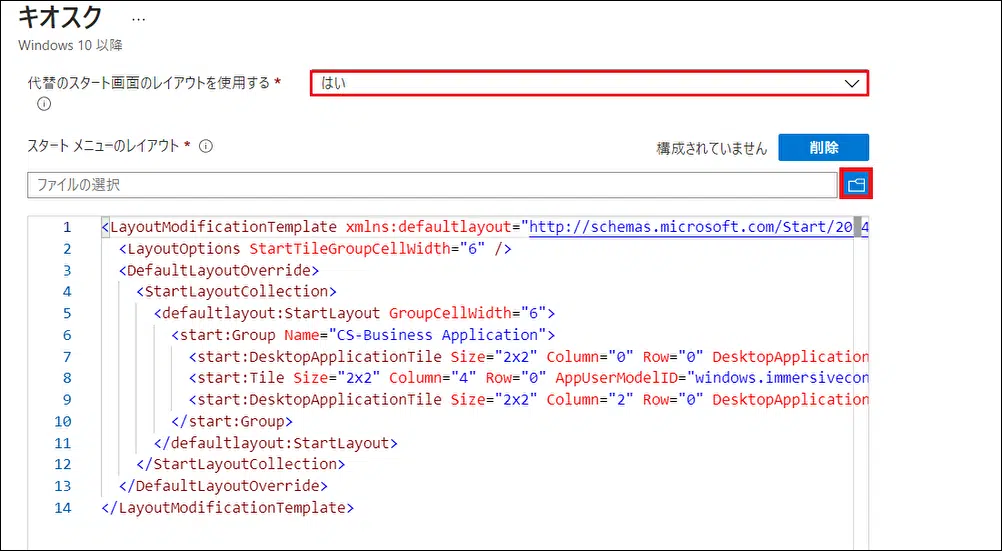 キオスク ...
Windows 10 以降
代替のスタート画面のレイアウトを使用する *
はい
スタート メニューのレイアウト *
構成されていません
削除
ファイルの選択
1 <LayoutModificationTemplate xmlns:defaultlayout="http://schemas.microsoft.com/Start/2014
2 <LayoutOptions StartTileGroupCellWidth="6" />
3 <DefaultLayoutOverride>
4 <StartLayoutCollection>
5 <defaultlayout:StartLayout GroupCellWidth="6">
6 <start:Group Name="CS-Business Application">
7 <start:DesktopApplicationTile Size="2x2" Column="0" Row="0" DesktopApplication
8 <start:Tile Size="2x2" Column="4" Row="0" AppUserModelID="windows.immersivecon
9 <start:DesktopApplicationTile Size="2x2" Column="2" Row="0" DesktopApplication
10 </start:Group>
11 </defaultlayout:StartLayout>
12 </StartLayoutCollection>
13 </DefaultLayoutOverride>
14 </LayoutModificationTemplate>